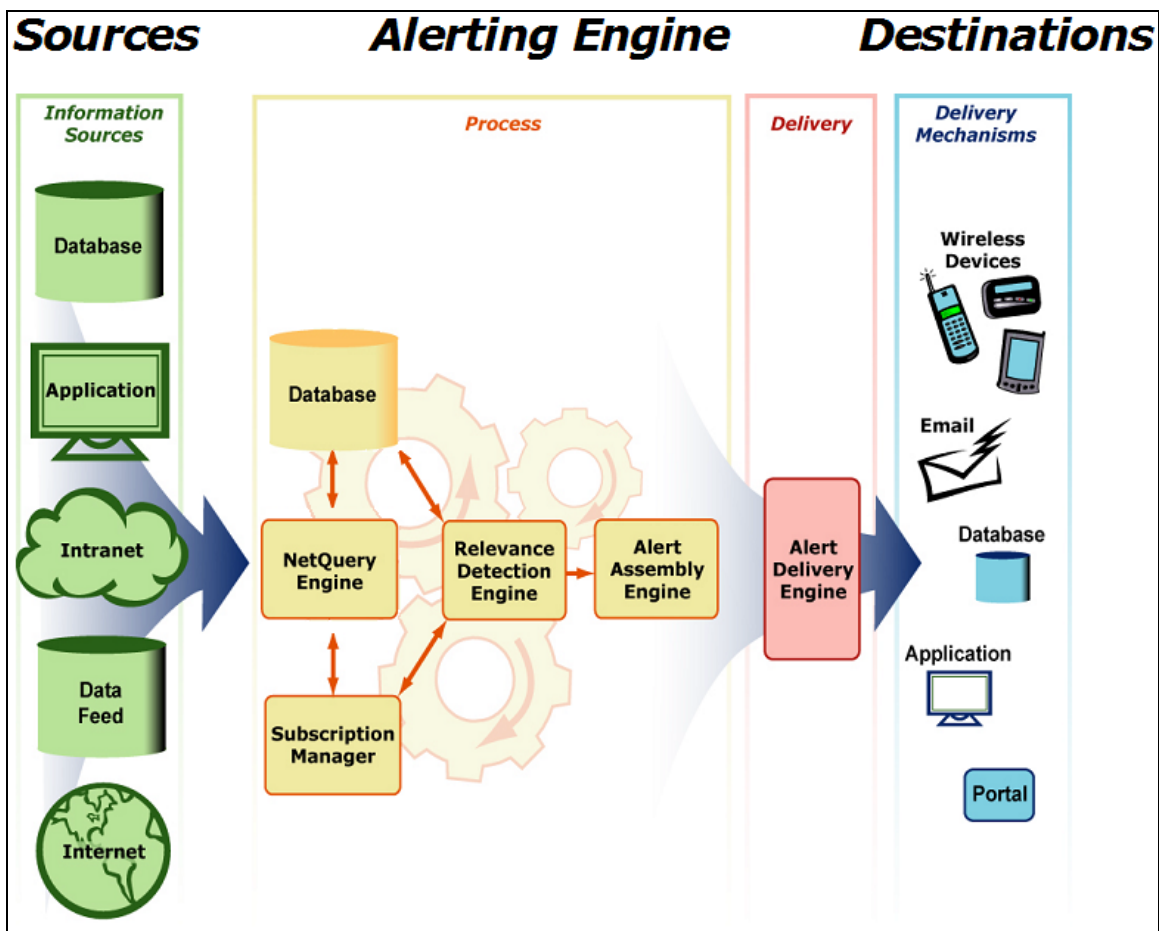 Sources
Alerting Engine
Destinations
Information
Sources
Process
Delivery
Delivery
Mechanisms
Database
Application
Intranet
Data
Feed
Internet
Database
NetQuery
Engine
Relevance
Detection
Engine
Alert
Assembly
Engine
Subscription
Manager
Alert
Delivery
Engine
Wireless
Devices
Email
Database
Application
Portal